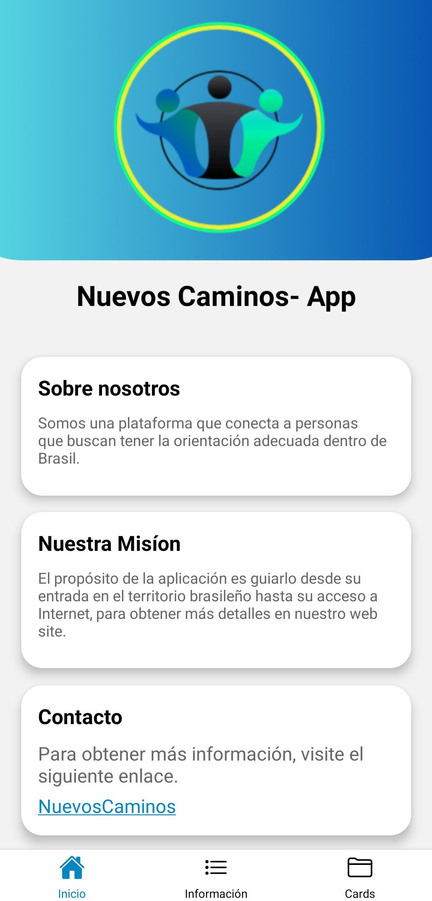 Nuevos Caminos- App
Sobre nosotros
Somos una plataforma que conecta a personas
que buscan tener la orientación adecuada dentro de
Brasil.
Nuestra Misíon
El propósito de la aplicación es guiarlo desde su
entrada en el territorio brasileño hasta su acceso a
Internet, para obtener más detalles en nuestro web
site.
Contacto
Para obtener más información, visite el
siguiente enlace.
NuevosCaminos
Inicio
Información
Cards